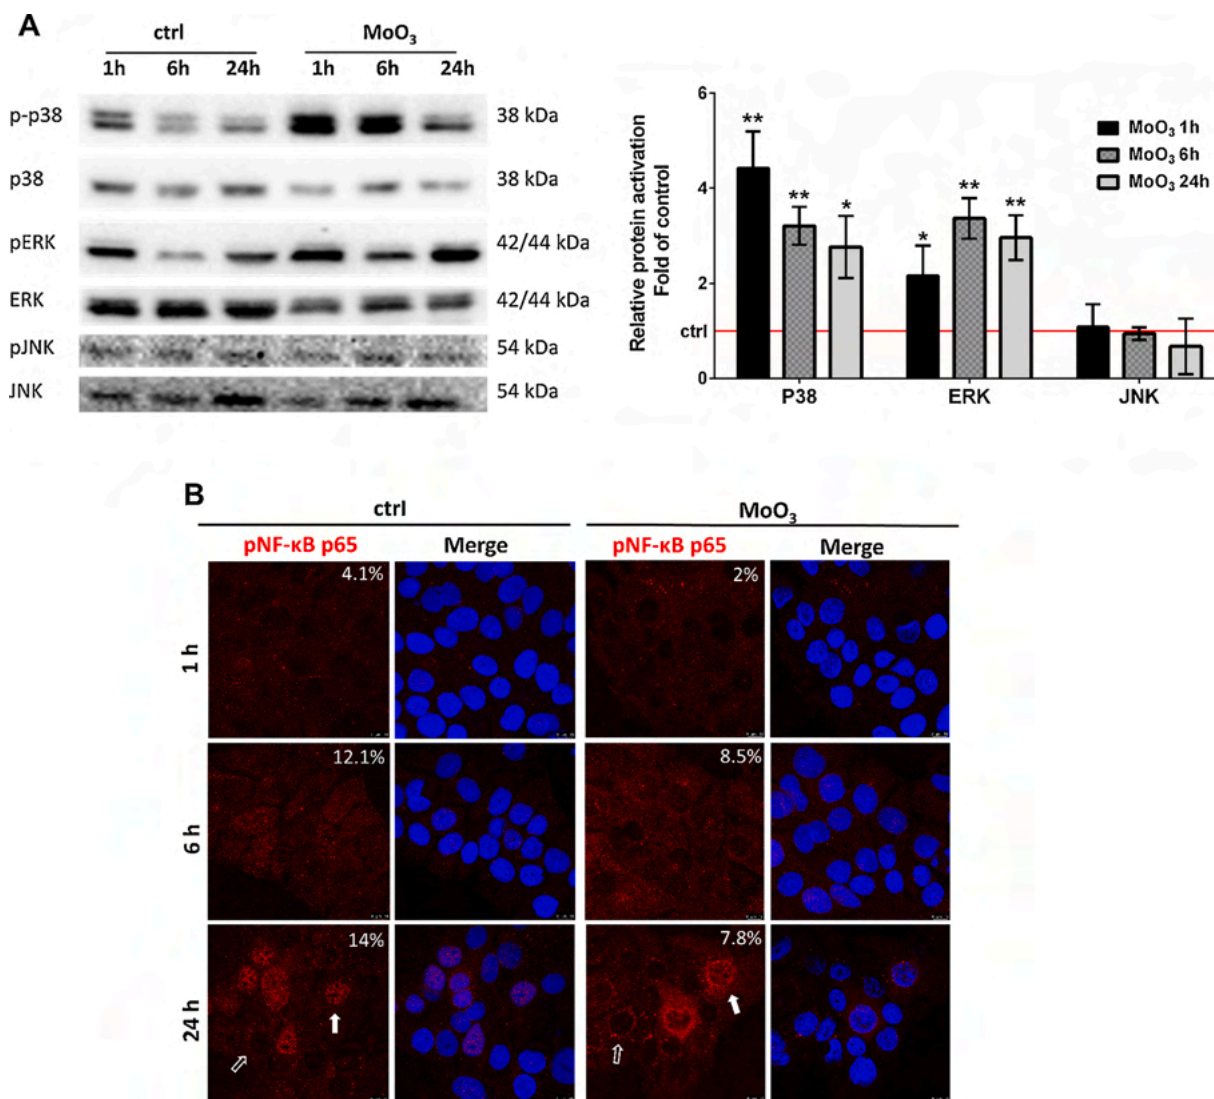 A
ctrl MoO₃
1h 6h 24h 1h 6h 24h
p-p38 38 kDa
p38 38 kDa
pERK 42/44 kDa
ERK 42/44 kDa
pJNK 54 kDa
JNK 54 kDa
Relative protein activation
Fold of control
6
4
2
ctrl
0
** ** * * ** **
MoO₃ 1h
MoO₃ 6h
MoO₃ 24h
P38 ERK JNK
B
ctrl MoO₃
pNF-κB p65 Merge pNF-κB p65 Merge
1 h 4.1% 2%
6 h 12.1% 8.5%
24 h 14% 7.8%